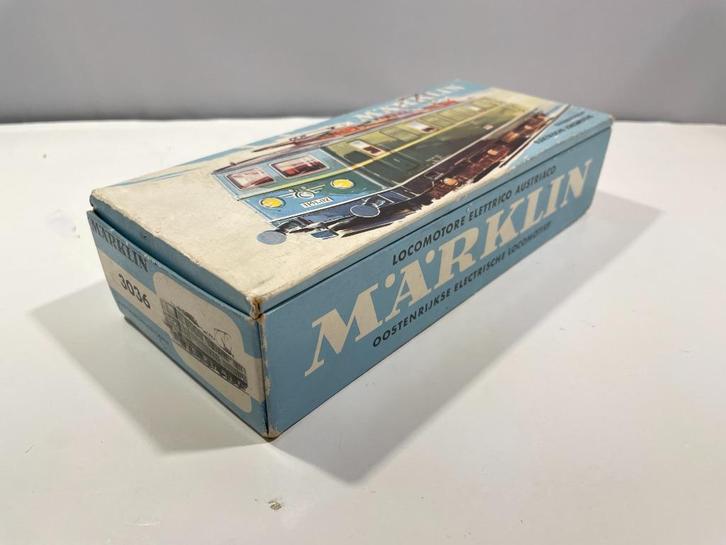 MÄRKLIN
LOCOMOTORE ELETTRICO AUSTRIACO
MÄRKLIN
OOSTENRIJKSE ELECTRISCHE LOCOMOTIEF
MÄRKLIN
3036